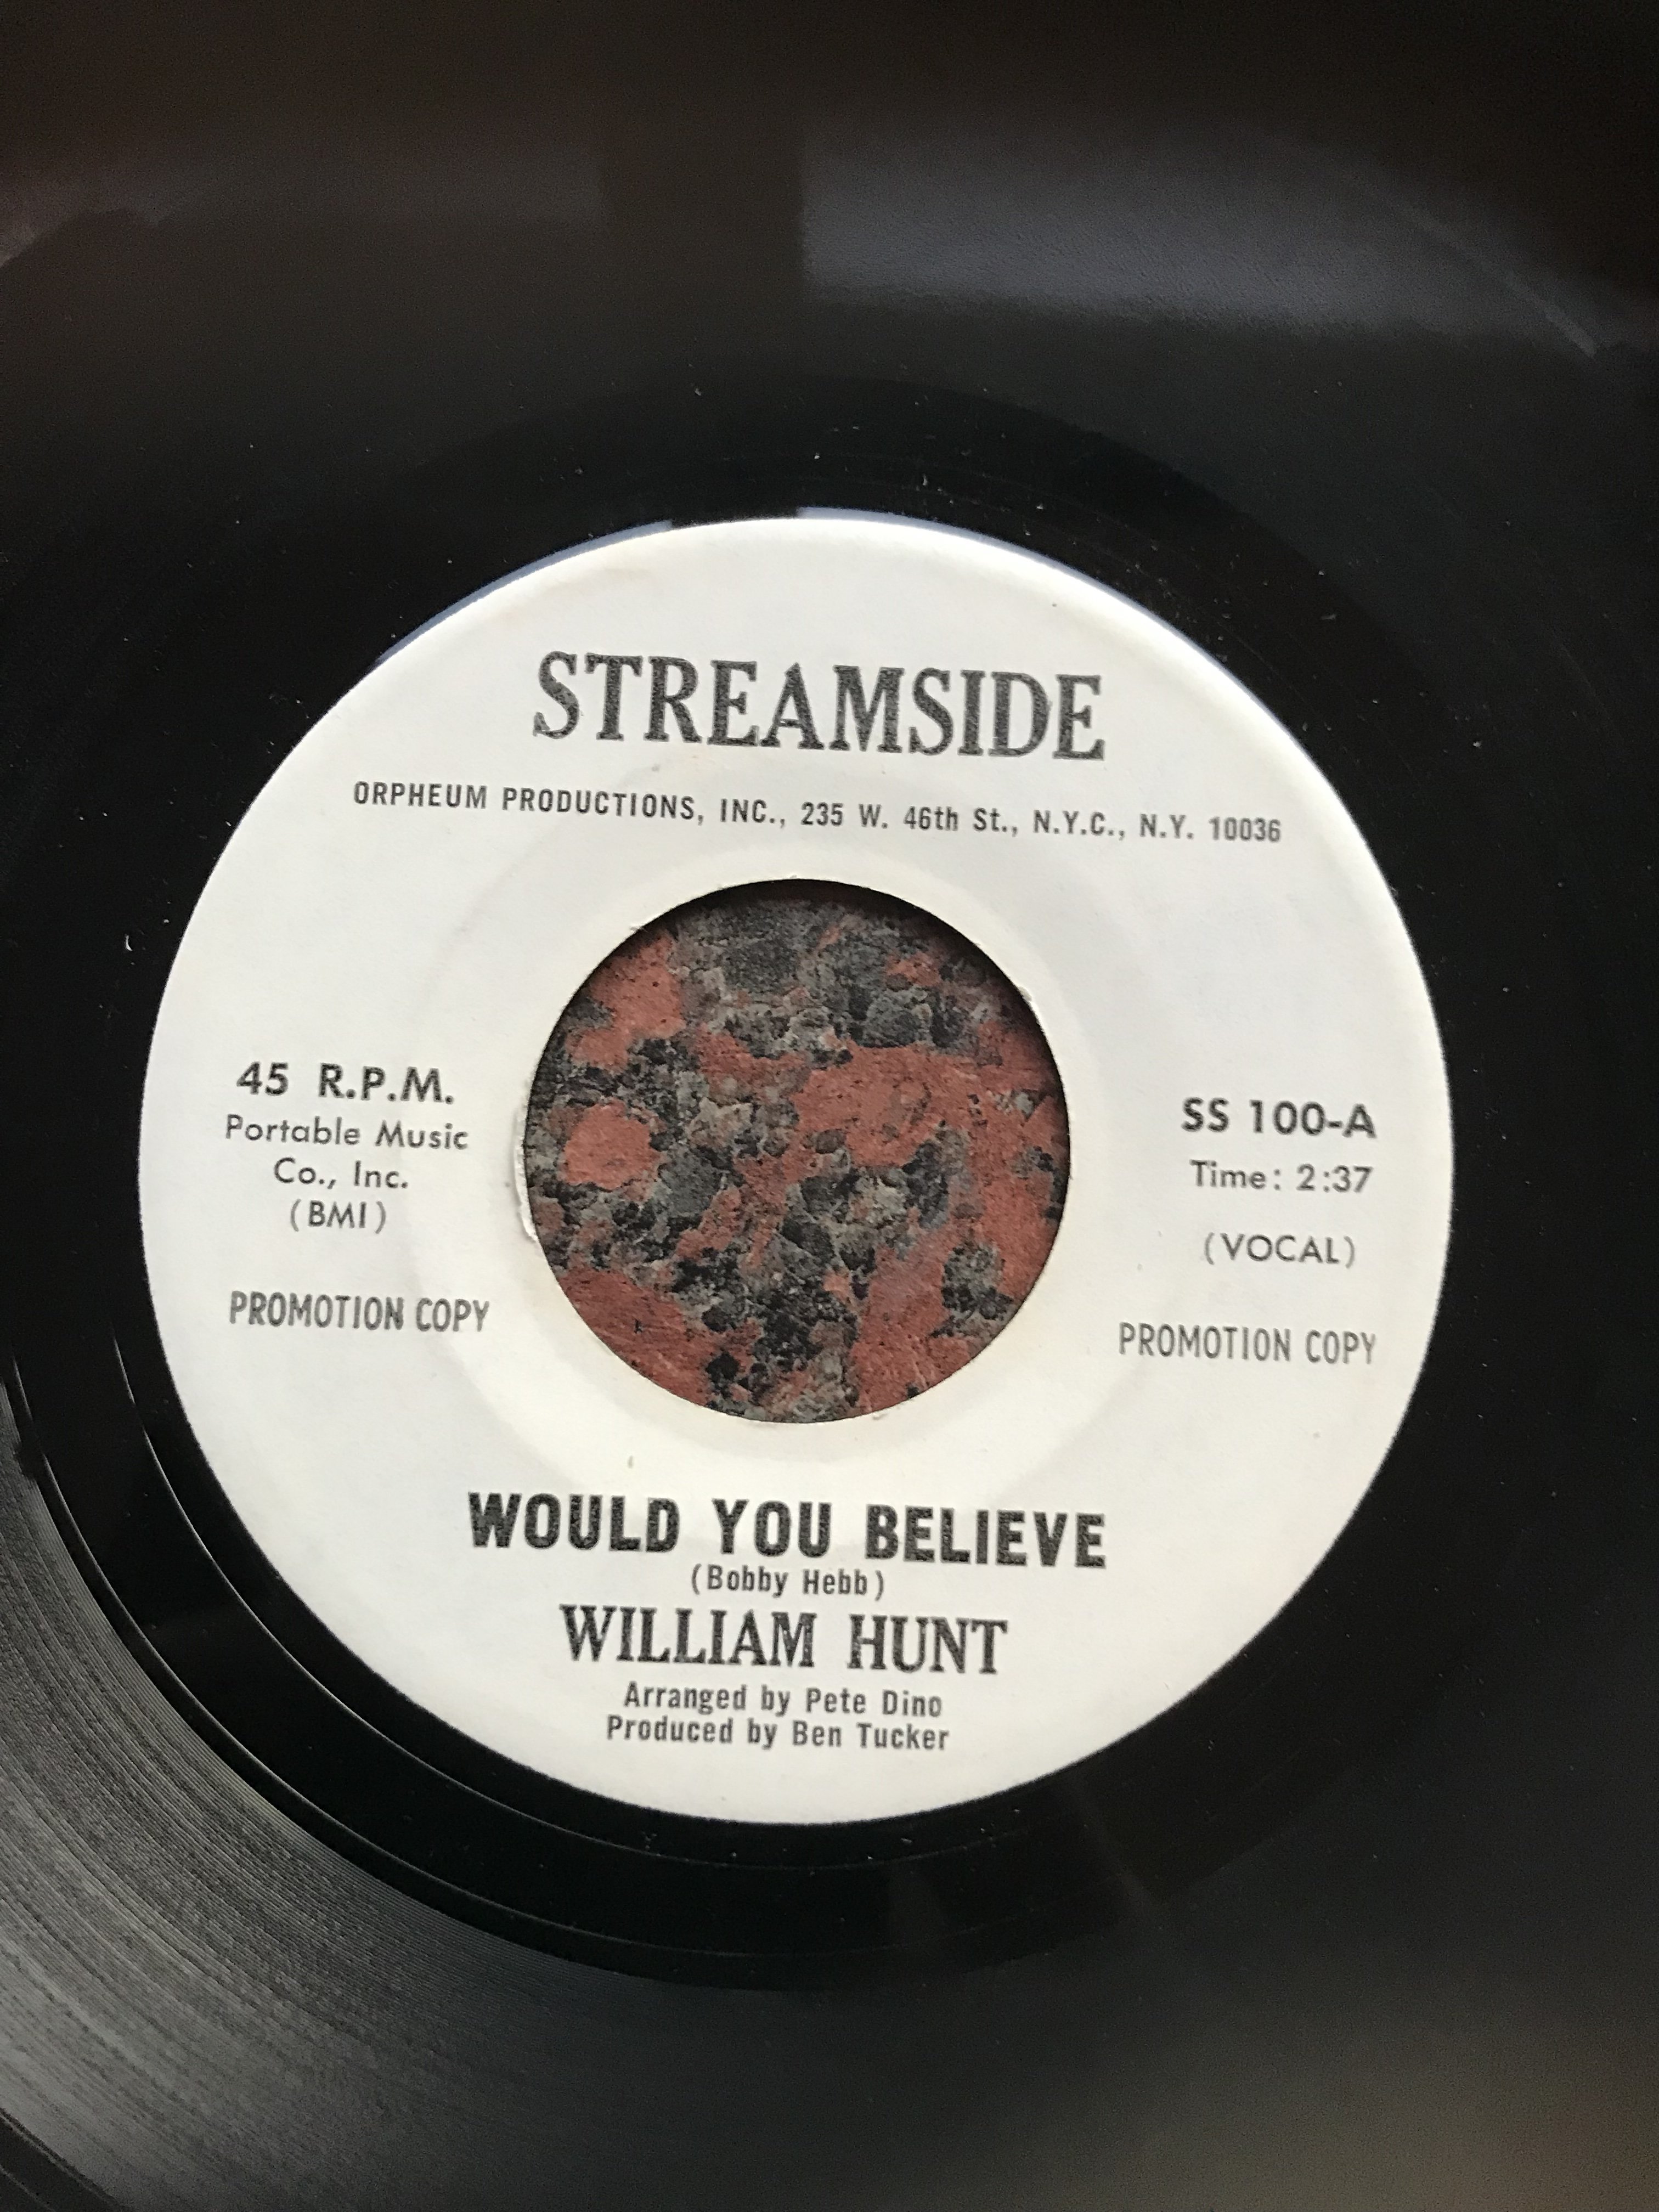 STREAMSIDE
ORPHEUM PRODUCTIONS, INC., 235 W. 46th St., N.Y.C., N.Y. 10036
45 R.P.M.
Portable Music
Co., Inc.
(BMI)
PROMOTION COPY
SS 100-A
Time: 2:37
(VOCAL)
PROMOTION COPY
WOULD YOU BELIEVE
(Bobby Hebb)
WILLIAM HUNT
Arranged by Pete Dino
Produced by Ben Tucker